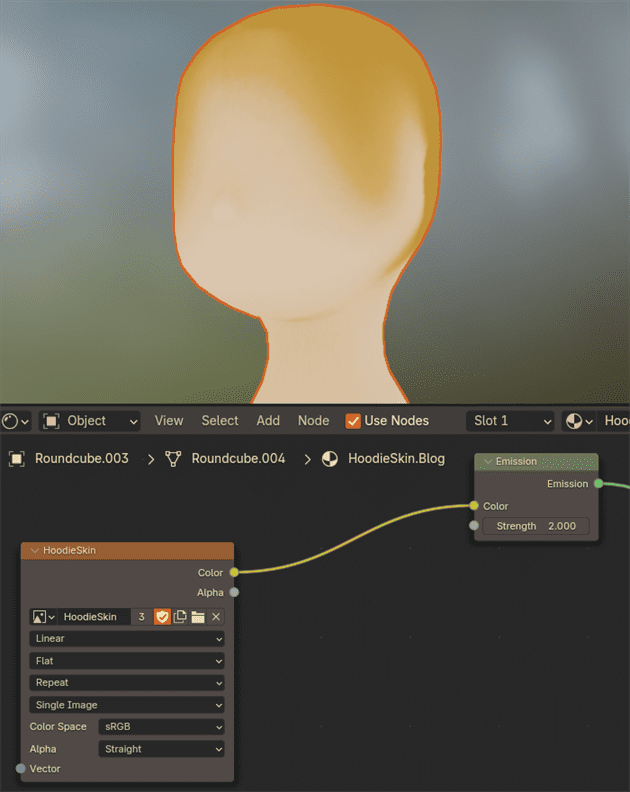 Object View Select Add Node Use Nodes Slot 1 Hoo
Roundcube.003 Roundcube.004 HoodieSkin.Blog
Emission
Emission
Color
Strength 2.000
HoodieSkin
Color
Alpha
HoodieSkin 3
Linear
Flat
Repeat
Single Image
Color Space sRGB
Alpha Straight
Vector